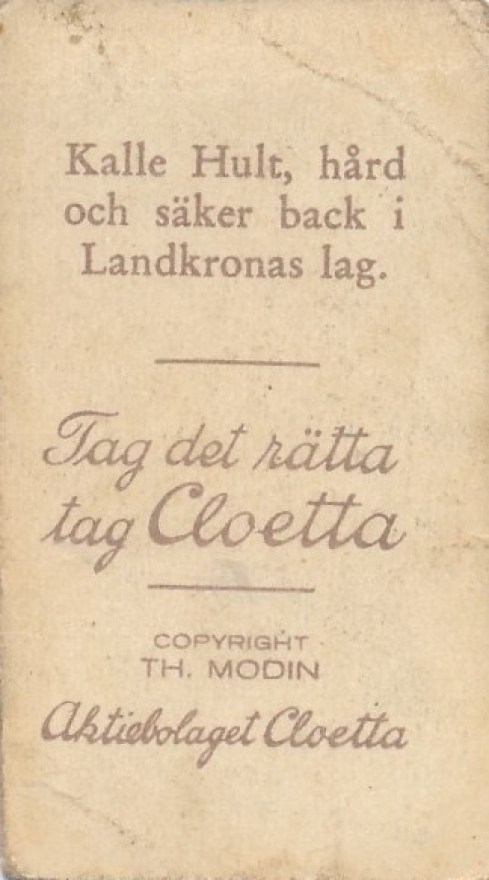 Kalle Hult, hård
och säker back i
Landkronas lag.
Tag det rätta
tag Cloetta
COPYRIGHT
TH. MODIN
Aktiebolaget Cloetta